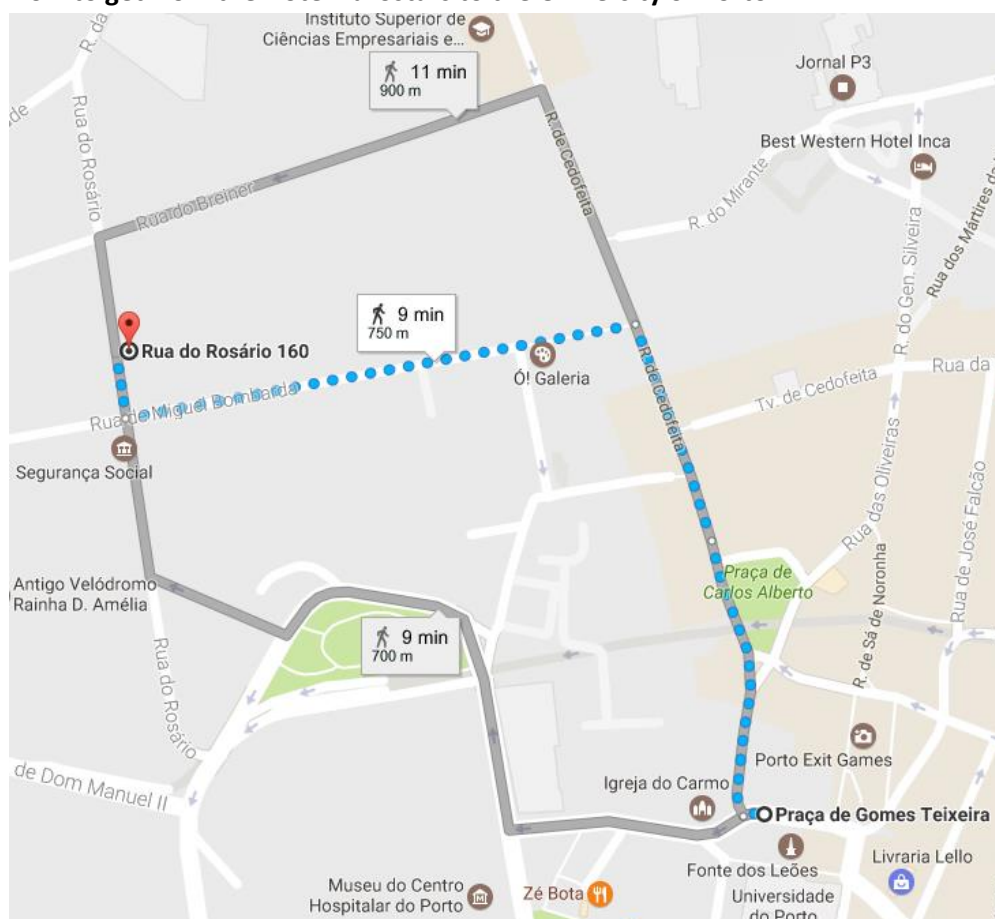 Instituto Superior de
Ciências Empresariais e...
R. da
11 min
900 m
Jornal P3
Rua do Rosário
R. de Cedofeita
Best Western Hotel Inca
Rua do Breiner
R. do Mirante
R. do Gen. Silveira
Rua dos Mártires da
9 min
750 m
Rua do Rosário 160
Ó! Galeria
R. de Cedofeita
Rua da
Tv. de Cedofeita
Rua de Miguel Bombarda
Segurança Social
Rua das Oliveiras
Rua de José Falcão
R. de Sá de Noronha
Praça de
Carlos Alberto
Antigo Velódromo
Rainha D. Amélia
9 min
700 m
Rua do Rosário
de Dom Manuel II
Porto Exit Games
Igreja do Carmo
Praça de Gomes Teixeira
Fonte dos Leões
Livraria Lello
Museu do Centro
Hospitalar do Porto
Zé Bota
Universidade
do Porto